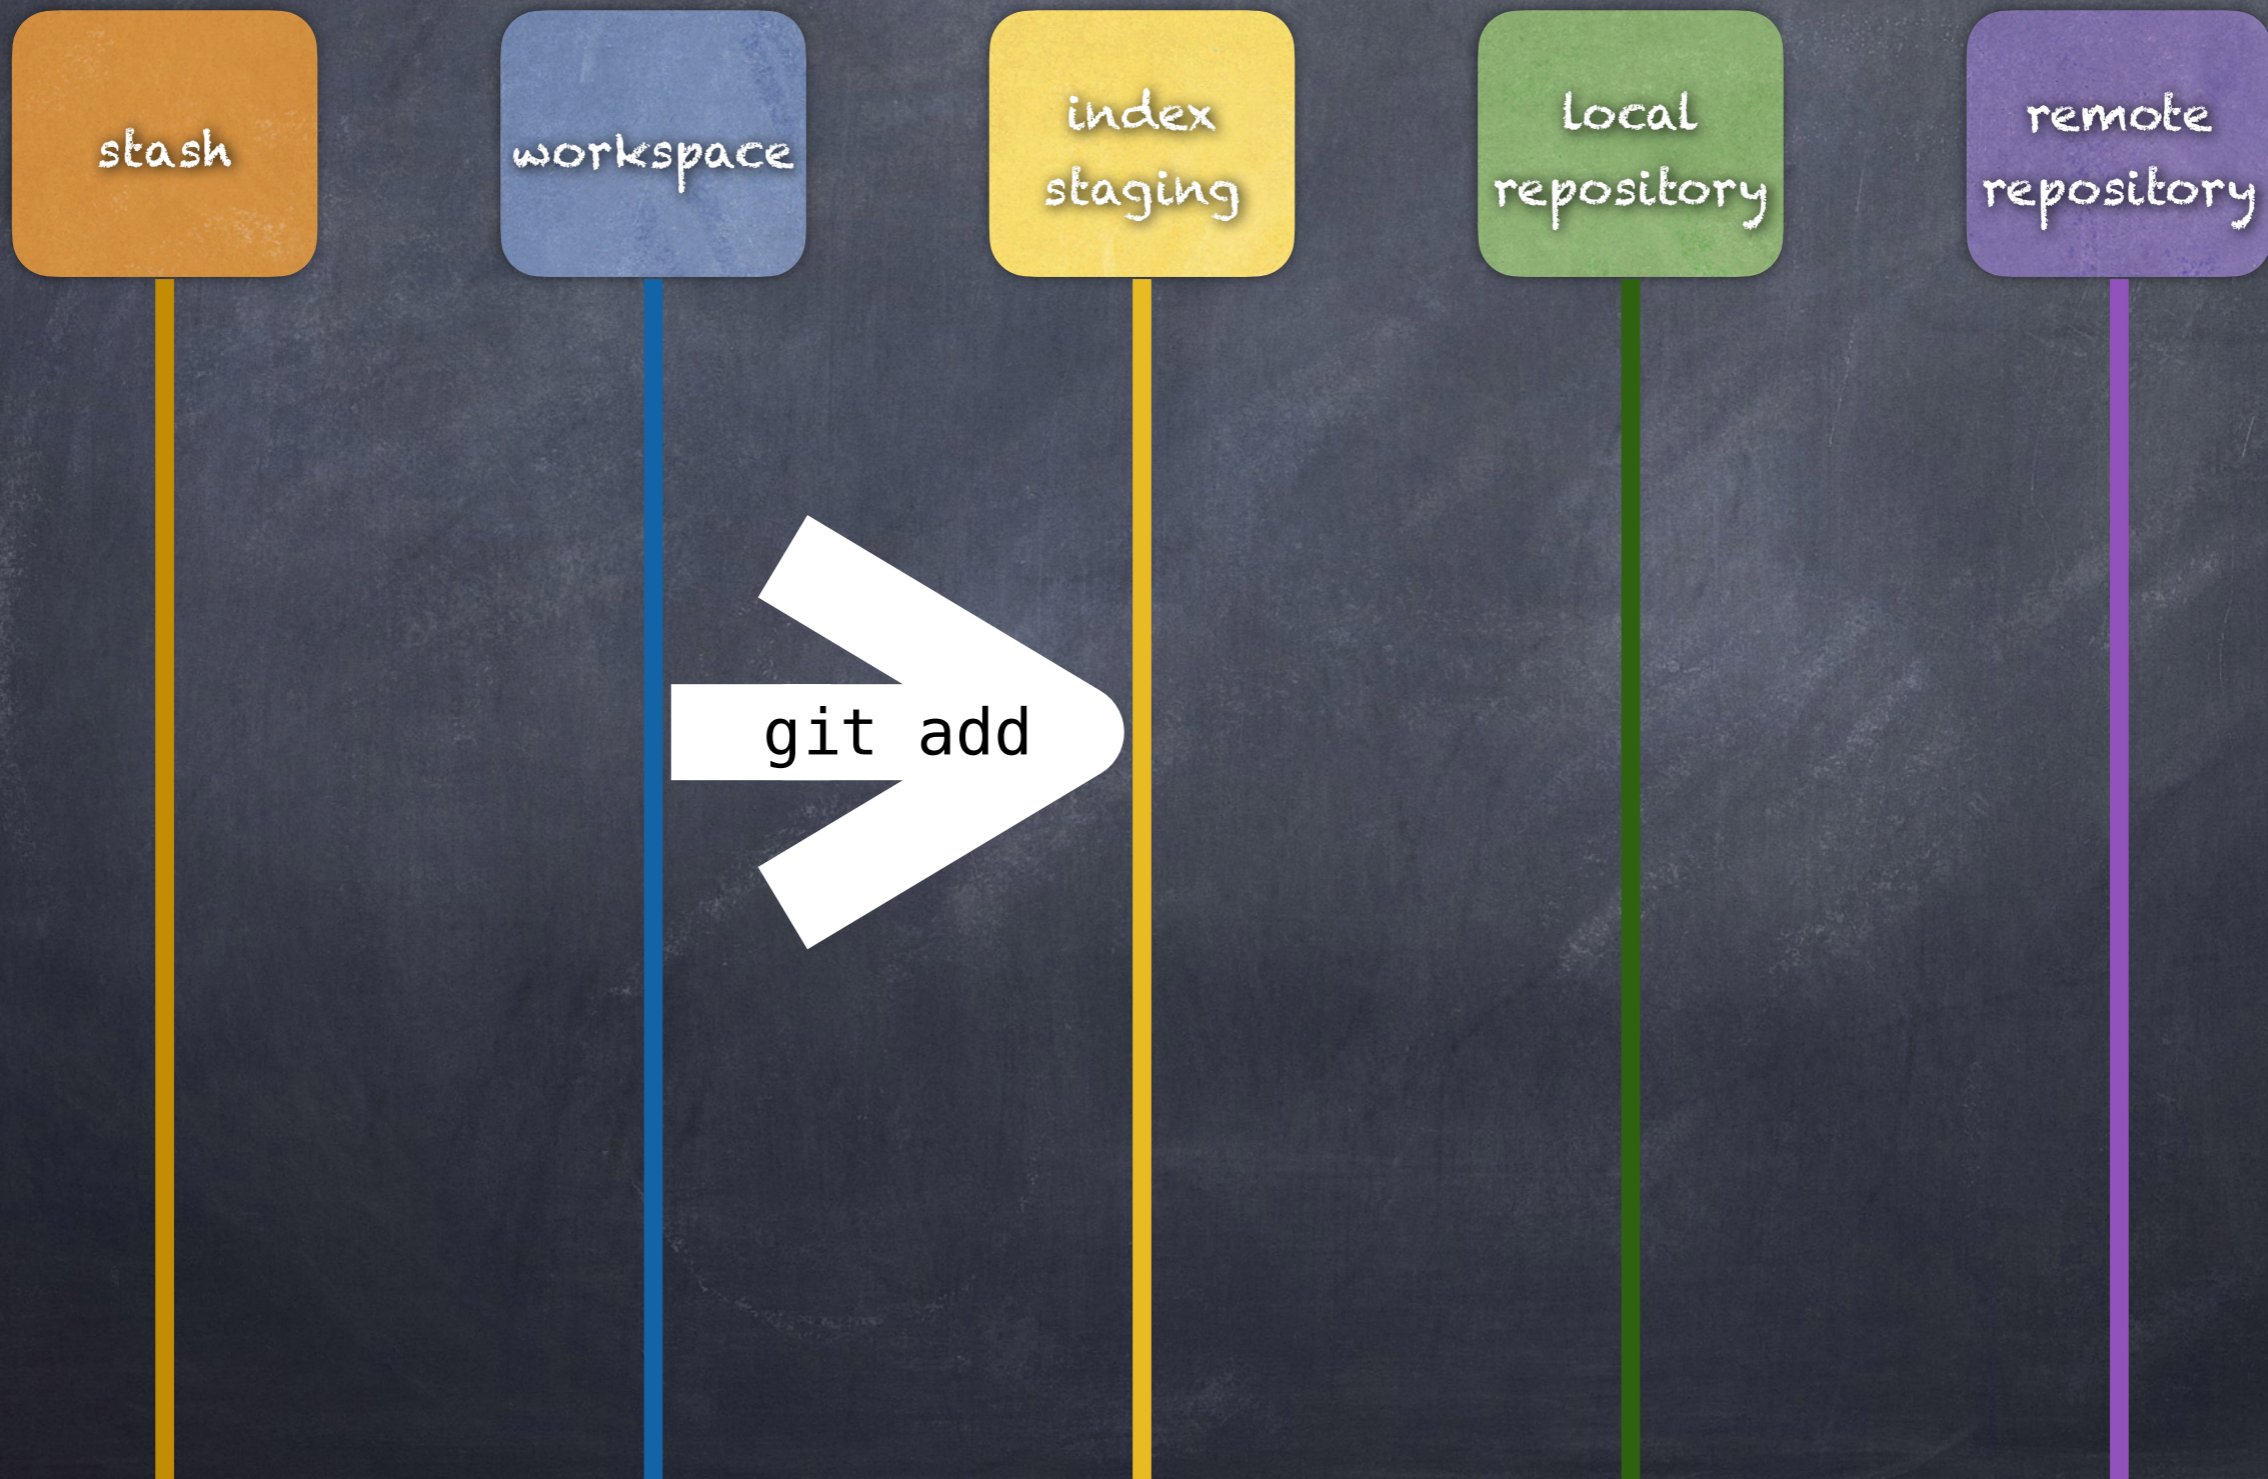 stash
workspace
index
staging
local
repository
remote
repository
git add